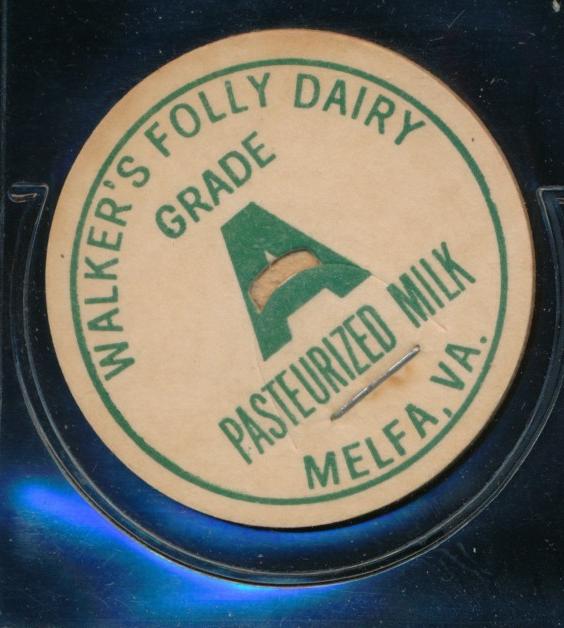 WALKER'S FOLLY DAIRY
GRADE
A
PASTEURIZED MILK
MELFA, VA.